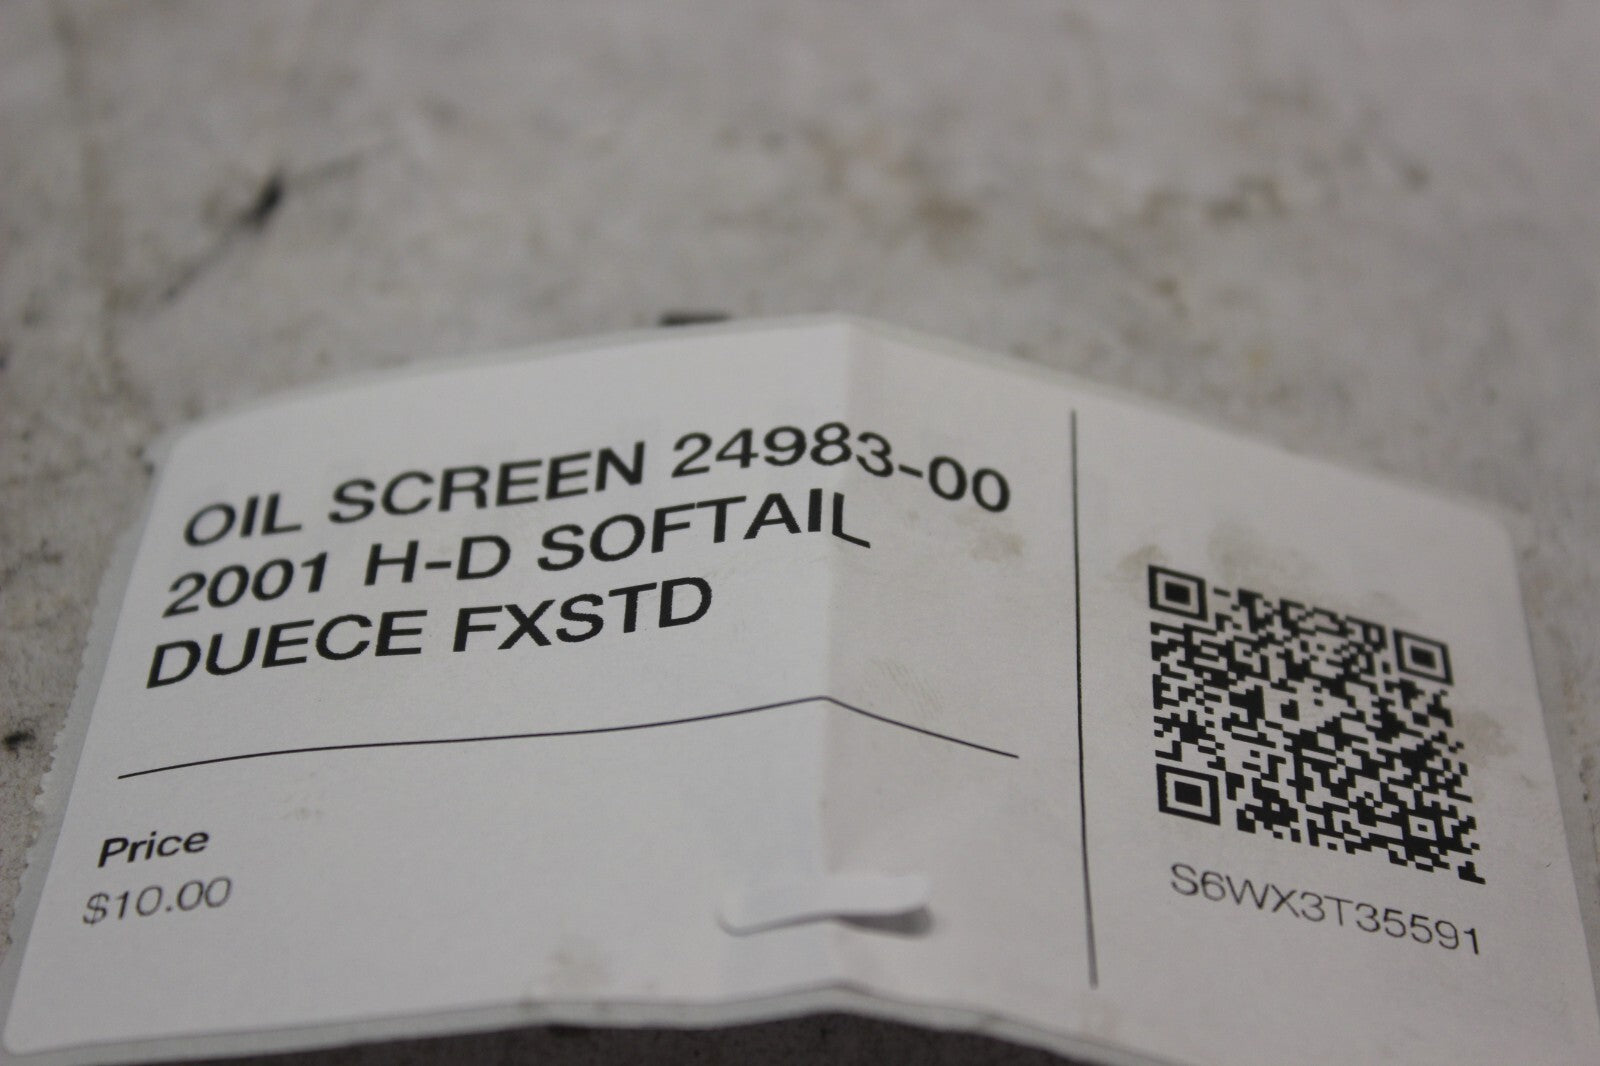 OIL SCREEN 24983-00
2001 H-D SOFTAIL
DUECE FXSTD
Price
$10.00
S6WX3T35591